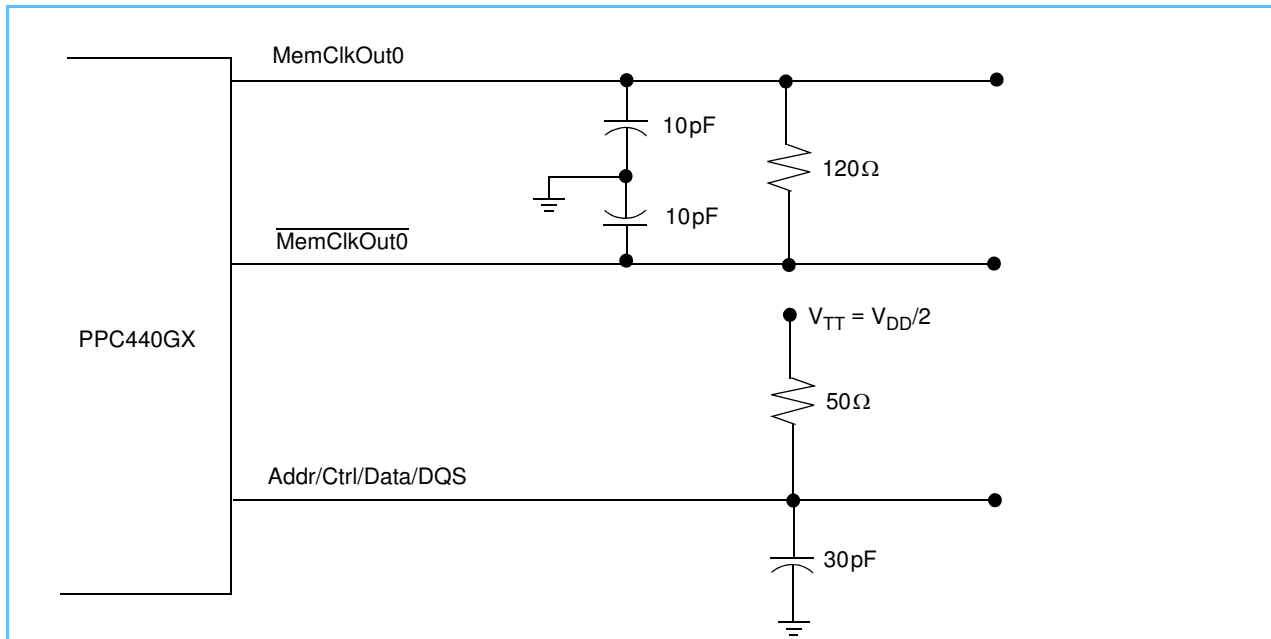 MemClkOut0
10pF
120Ω
10pF
MemClkOut0
V_TT = V_DD/2
PPC440GX
50Ω
Addr/Ctrl/Data/DQS
30pF